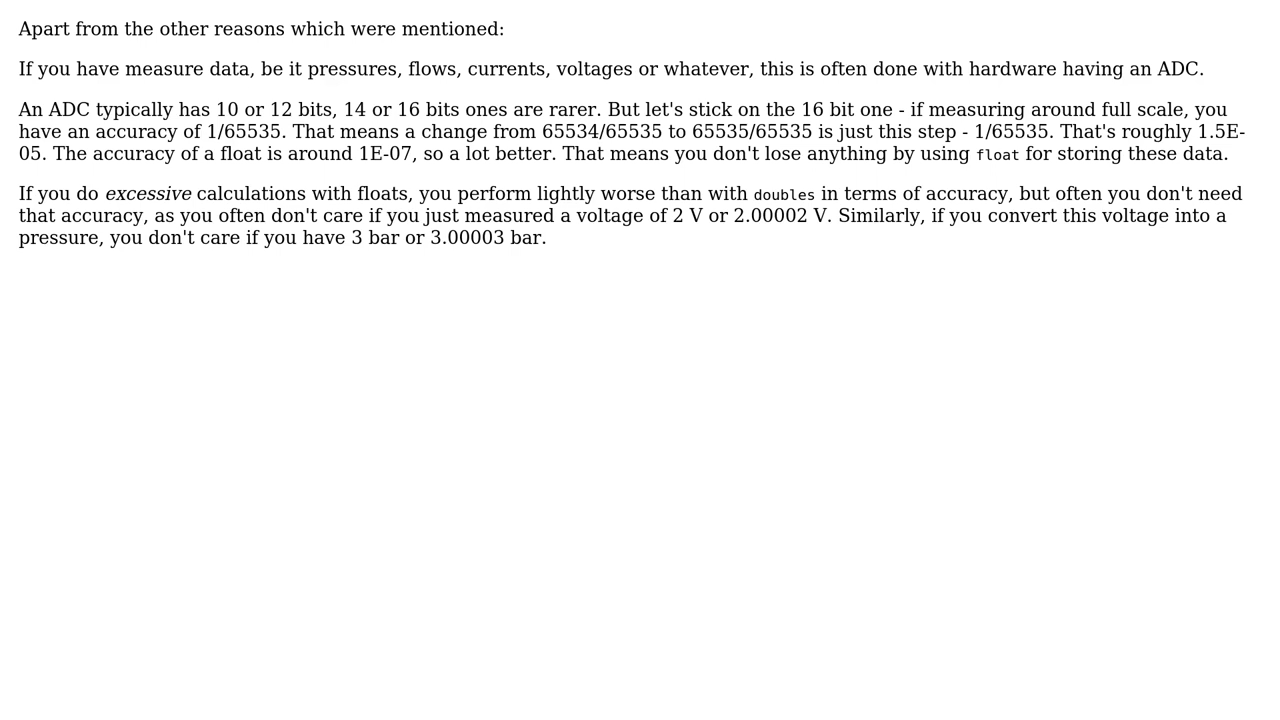 Apart from the other reasons which were mentioned:
If you have measure data, be it pressures, flows, currents, voltages or whatever, this is often done with hardware having an ADC.
An ADC typically has 10 or 12 bits, 14 or 16 bits ones are rarer. But let's stick on the 16 bit one - if measuring around full scale, you
have an accuracy of 1/65535. That means a change from 65534/65535 to 65535/65535 is just this step - 1/65535. That's roughly 1.5E-
05. The accuracy of a float is around 1E-07, so a lot better. That means you don't lose anything by using float for storing these data.
If you do excessive calculations with floats, you perform lightly worse than with doubles in terms of accuracy, but often you don't need
that accuracy, as you often don't care if you just measured a voltage of 2 V or 2.00002 V. Similarly, if you convert this voltage into a
pressure, you don't care if you have 3 bar or 3.00003 bar.